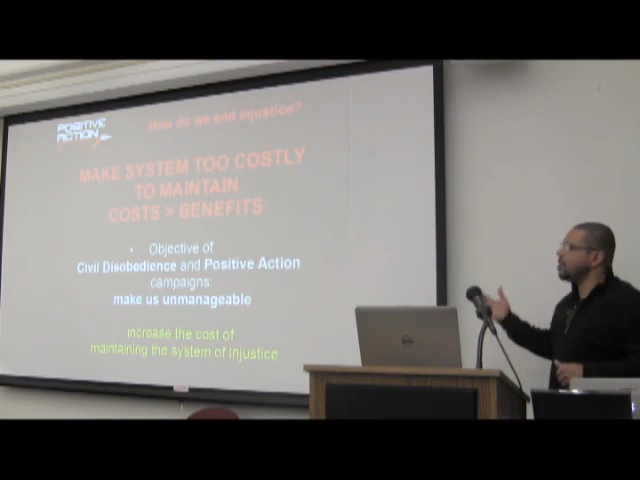 POSITIVE
ACTION
How do we end injustice?
MAKE SYSTEM TOO COSTLY
TO MAINTAIN
COSTS > BENEFITS
• Objective of
Civil Disobedience and Positive Action
campaigns:
make us unmanageable
increase the cost of
maintaining the system of injustice
DELL